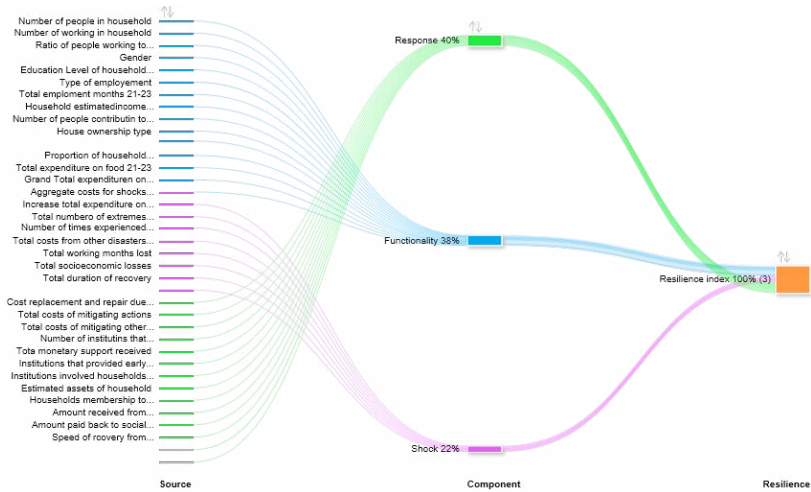 Number of people in household
Number of working in household
Ratio of people working to...
Gender
Education Level of household...
Type of employement
Total emploment months 21-23
Household estimatedincome...
Number of people contributin to...
House ownership type
Proportion of household...
Total expenditure on food 21-23
Grand Total expendituren on...
Aggregate costs for shocks...
Increase total expenditure on...
Total numbero of extremes...
Number of times experienced...
Total costs from other disasters...
Total working months lost
Total socioeconomic losses
Total duration of recovery
Cost replacement and repair due...
Total costs of mitigating actions
Total costs of mitigating other...
Number of institutins that...
Tota monetary support received
Institutions that provided early...
Institutions involved households...
Estimated assets of household
Households membership to...
Amount received from...
Amount paid back to social...
Speed of rcovery from...
Response 40%
Functionality 38%
Shock 22%
Resilience index 100% (3)
Source
Component
Resilience